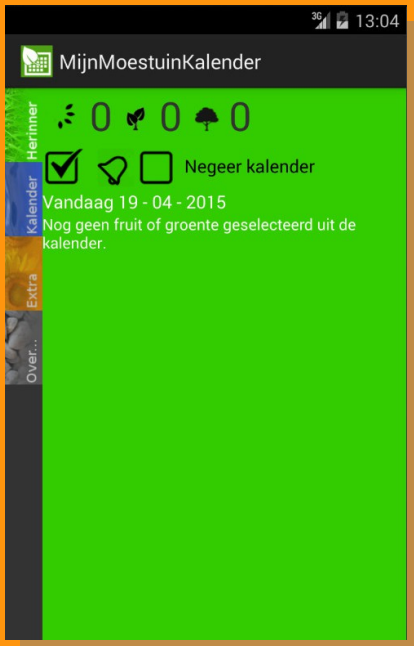 3G 13:04
MijnMoestuinKalender
Herinner
0 0 0
Negeer kalender
Vandaag 19 - 04 - 2015
Nog geen fruit of groente geselecteerd uit de
kalender.
Kalender
Extra
Over...